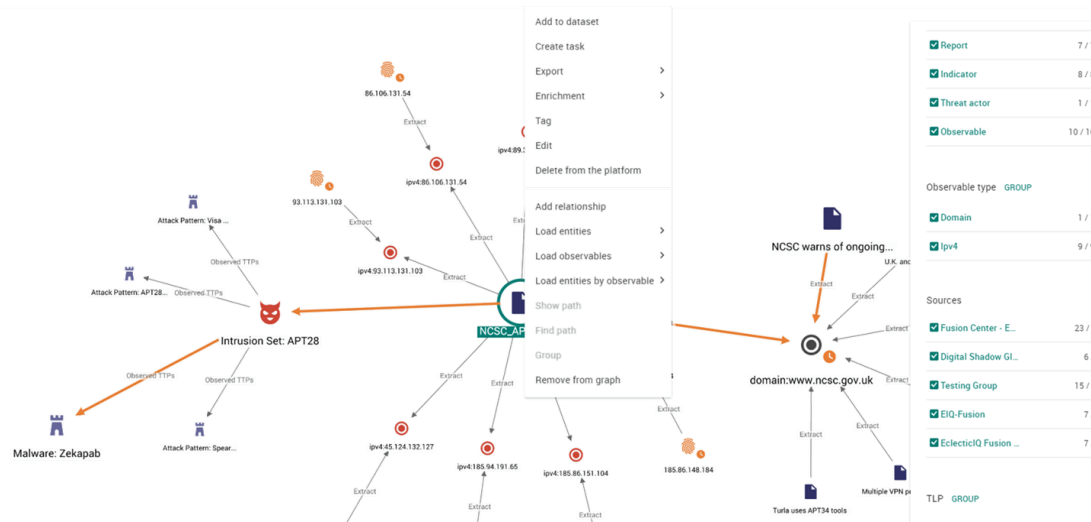 Add to dataset
Create task
Export
Enrichment
Tag
Edit
Delete from the platform
Add relationship
Load entities
Load observables
Load entities by observable
Show path
Find path
Group
Remove from graph
86.106.131.54
Extract
ipv4:86.106.131.54
ipv4:89.
93.113.131.103
Extract
Extract
ipv4:93.113.131.103
Extract
Attack Pattern: Visa ...
Observed TTPs
Attack Pattern: APT28...
Observed TTPs
Intrusion Set: APT28
NCSC_AP
Observed TTPs
Observed TTPs
Malware: Zekapab
Attack Pattern: Spear...
Extract
Extract
ipv4:45.124.132.127
ipv4:185.94.191.65
ipv4:185.86.151.104
Extract
Extract
Extract
Extract
185.86.148.184
NCSC warns of ongoing...
U.K. and
Extract
Extract
Extract
domain:www.ncsc.gov.uk
Extract
Extract
Extract
Turla uses APT34 tools
Multiple VPN pr
Report 7 /
Indicator 8 /
Threat actor 1 /
Observable 10 /
Observable type GROUP
Domain 1 /
Ipv4 9 /
Sources
Fusion Center - E... 23 /
Digital Shadow Gl... 6
Testing Group 15 /
EIQ-Fusion 7
EclecticIQ Fusion ... 7
TLP GROUP